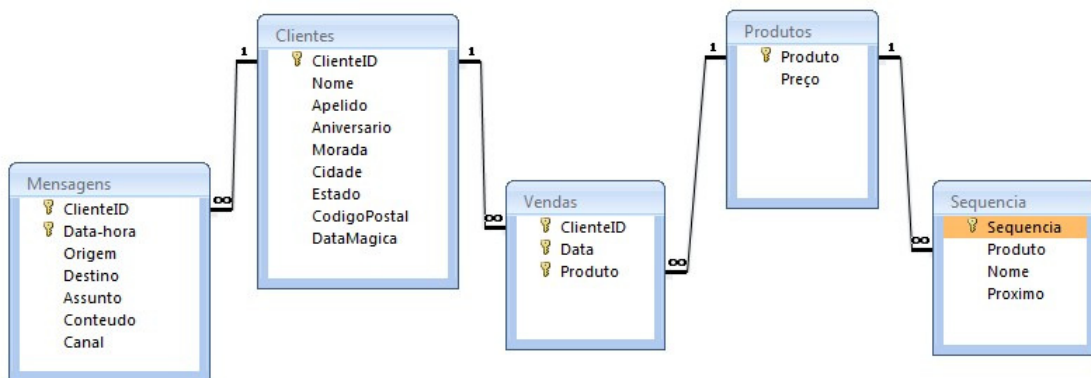 Clientes
ClienteID
Nome
Apelido
Aniversario
Morada
Cidade
Estado
CodigoPostal
DataMagica
Produtos
Produto
Preço
Mensagens
ClienteID
Data-hora
Origem
Destino
Assunto
Conteudo
Canal
Vendas
ClienteID
Data
Produto
Sequencia
Sequencia
Produto
Nome
Proximo
1
1
1
1
∞
∞
∞
∞